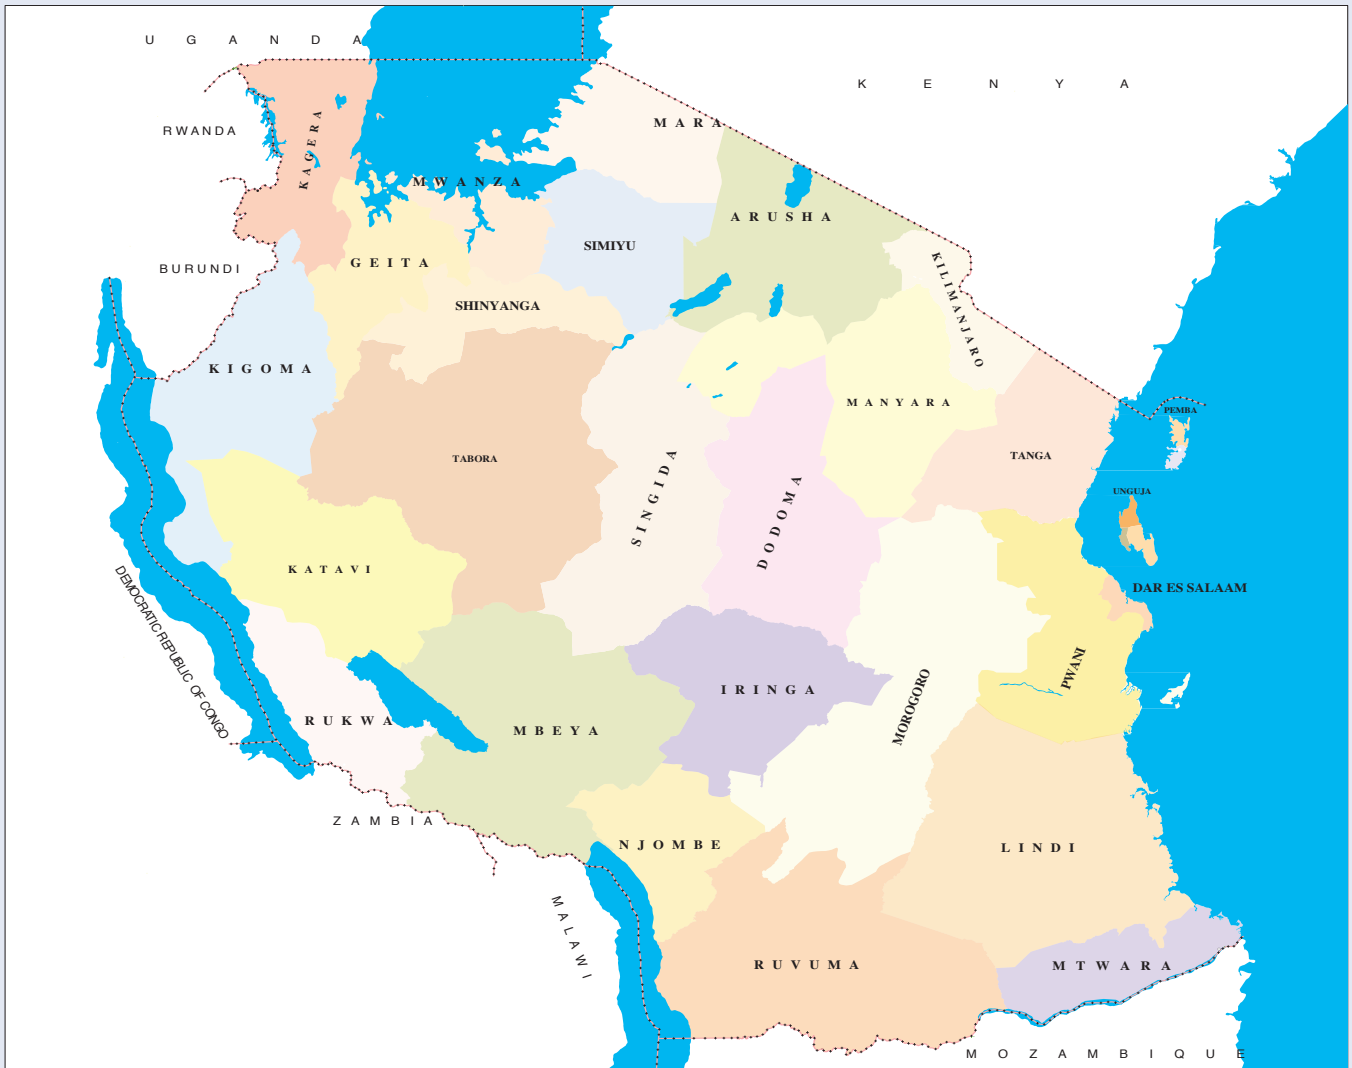 UGANDA
KENYA
RWANDA
KAGERA
MARA
MWANZA
ARUSHA
SIMIYU
BURUNDI
GEITA
KILIMANJARO
SHINYANGA
KIGOMA
MANYARA
PEMBA
TABORA
SINGIDA
TANGA
DODOMA
UNGUJA
KATAVI
DAR ES SALAAM
DEMOCRATIC REPUBLIC OF CONGO
PWANI
IRINGA
MOROGORO
RUKWA
MBEYA
ZAMBIA
NJOMBE
LINDI
MALAWI
RUVUMA
MTWARA
MOZAMBIQUE